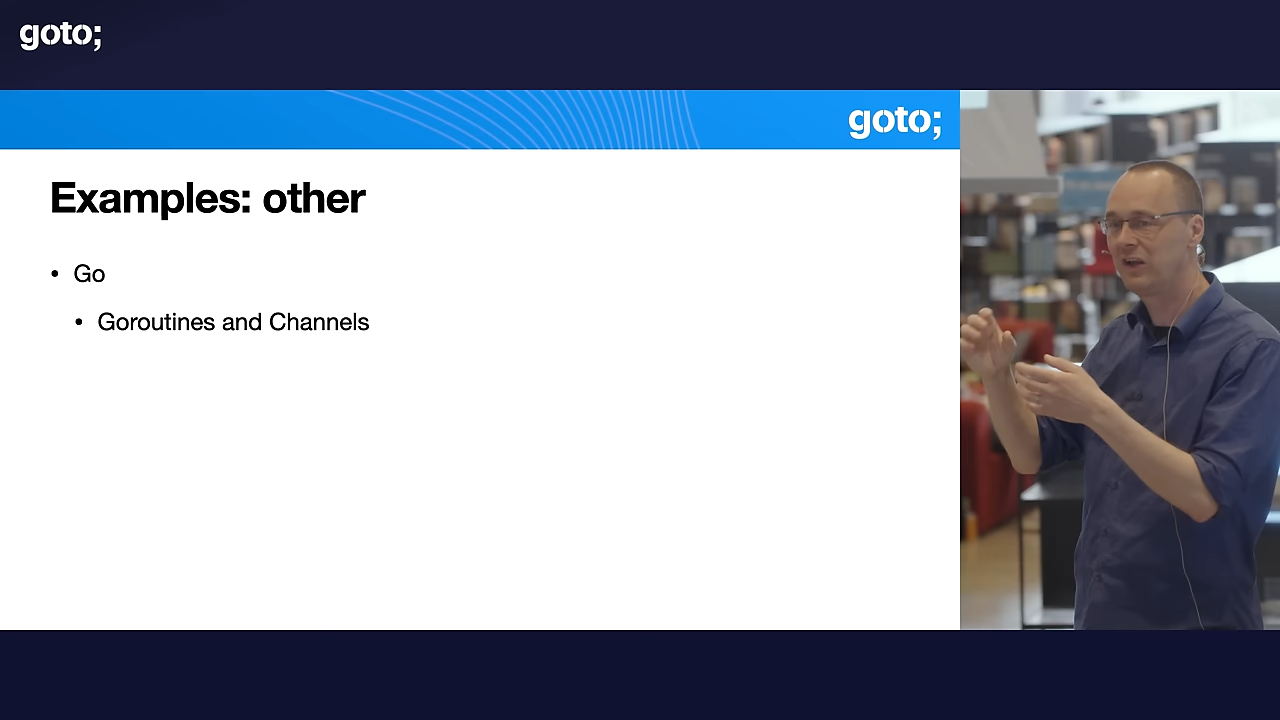 goto;
goto;
Examples: other
• Go
• Goroutines and Channels